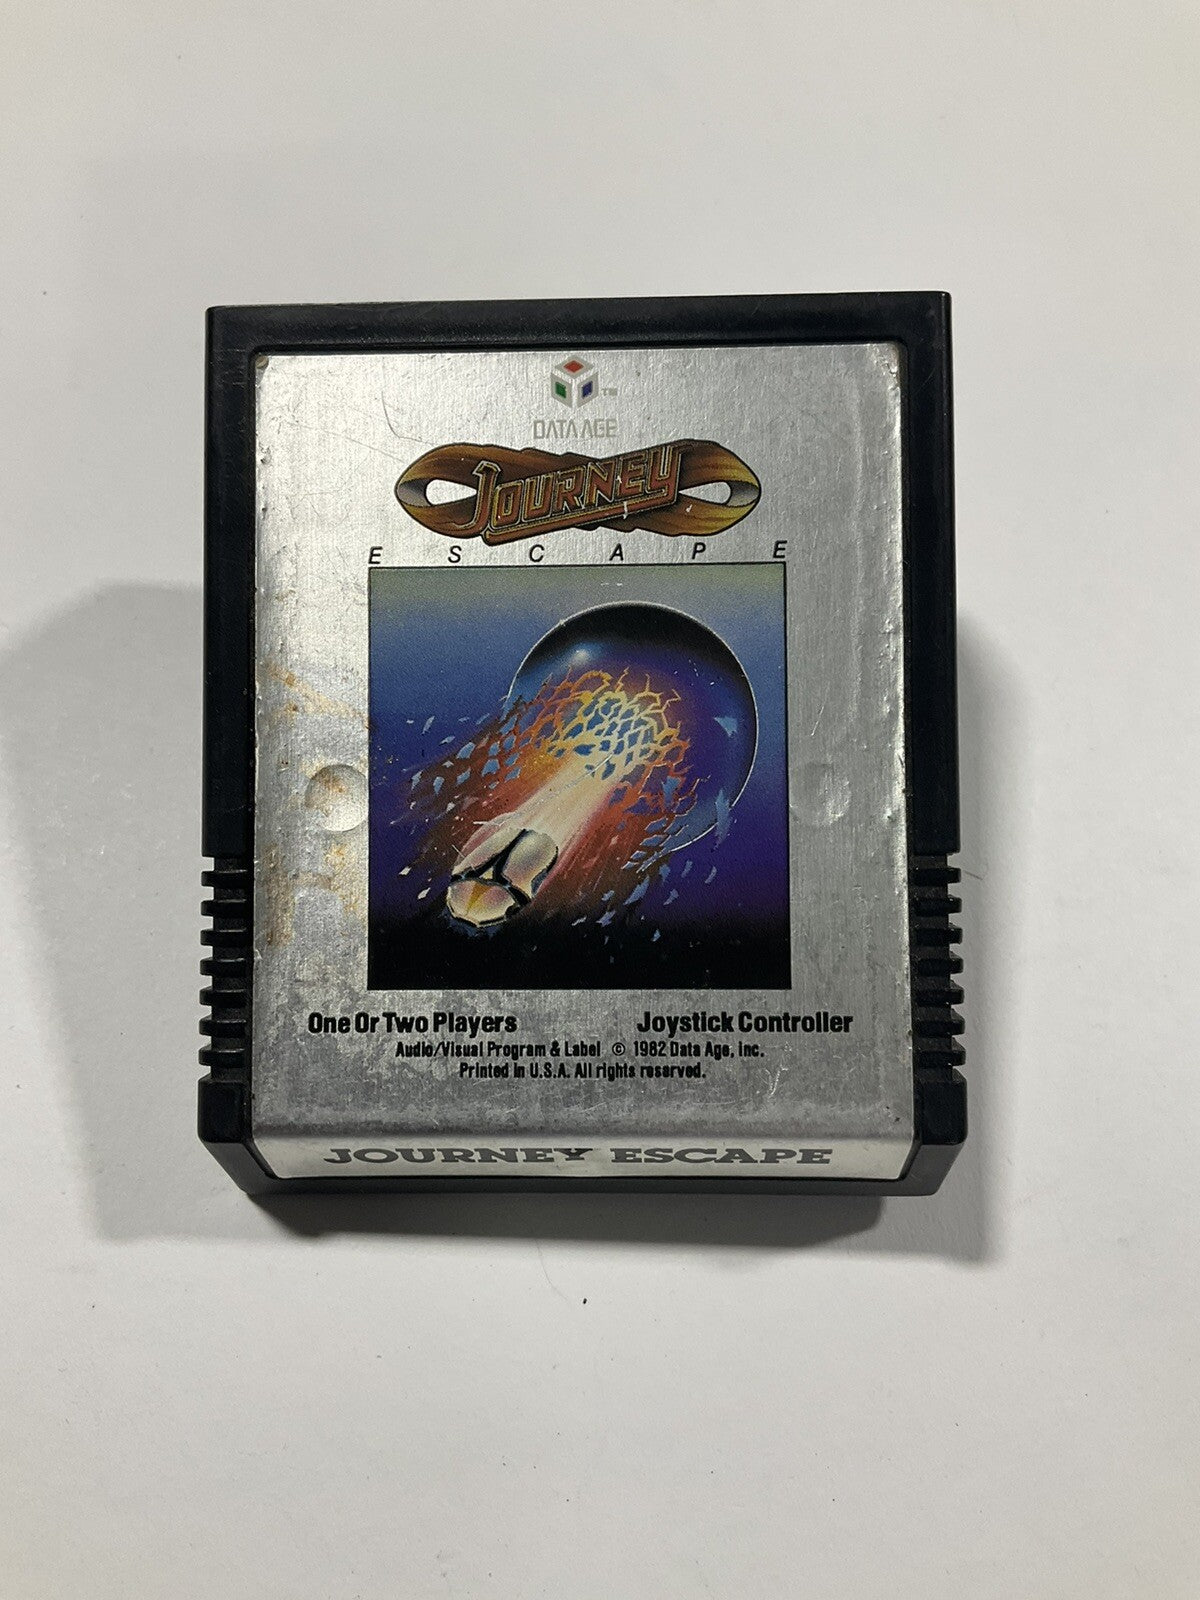 TM
DATA AGE
JOURNEY
ESCAPE
One Or Two Players Joystick Controller
Audio/Visual Program & Label © 1982 Data Age, Inc.
Printed in U.S.A. All rights reserved.
JOURNEY ESCAPE